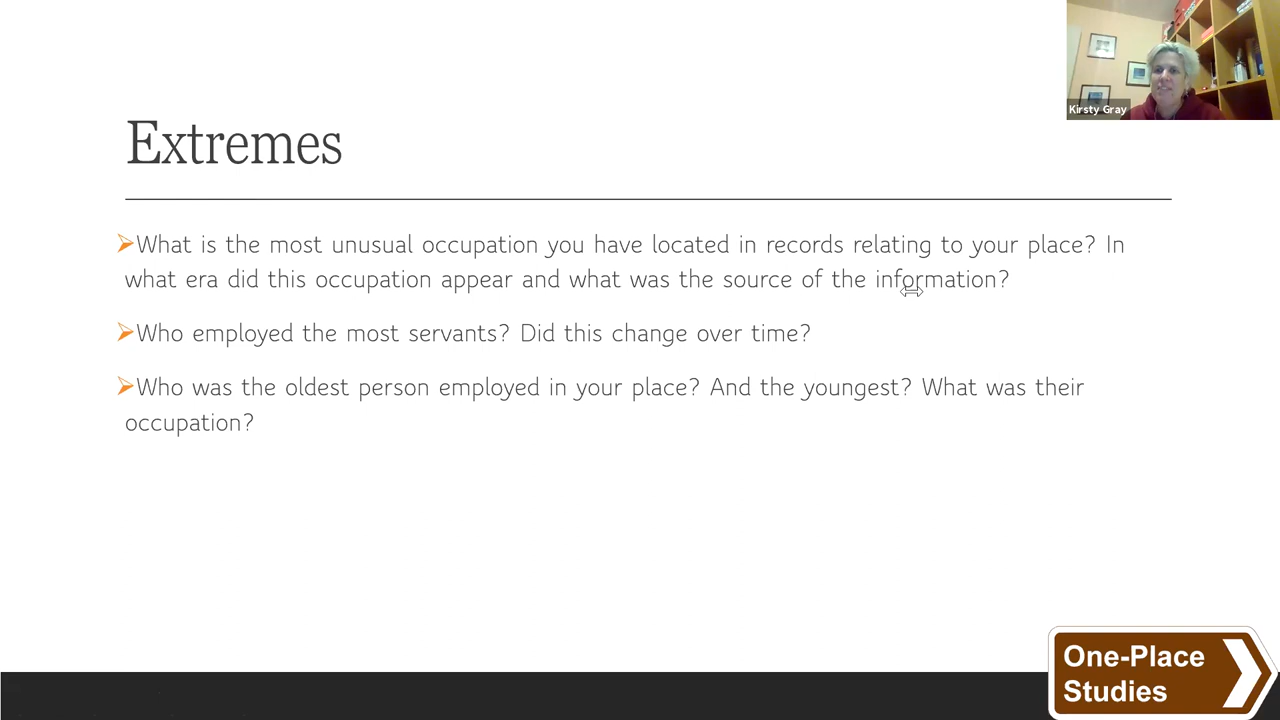 Kirsty Gray
Extremes
What is the most unusual occupation you have located in records relating to your place? In
what era did this occupation appear and what was the source of the information?
Who employed the most servants? Did this change over time?
Who was the oldest person employed in your place? And the youngest? What was their
occupation?
One-Place
Studies